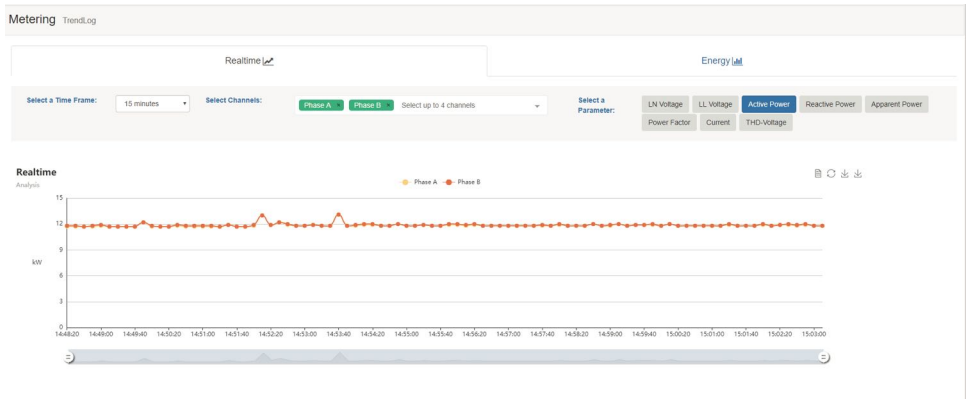 Metering TrendLog
Realtime
Energy
Select a Time Frame:
15 minutes
Select Channels:
Phase A ×
Phase B ×
Select up to 4 channels
Select a
Parameter:
LN Voltage
LL Voltage
Active Power
Reactive Power
Apparent Power
Power Factor
Current
THD-Voltage
Realtime
Analysis
Phase A Phase B
15
12
9
kW
6
3
0
14:48:20 14:49:00 14:49:40 14:50:20 14:51:00 14:51:40 14:52:20 14:53:00 14:53:40 14:54:20 14:55:00 14:55:40 14:56:20 14:57:00 14:57:40 14:58:20 14:59:00 14:59:40 15:00:20 15:01:00 15:01:40 15:02:20 15:03:00